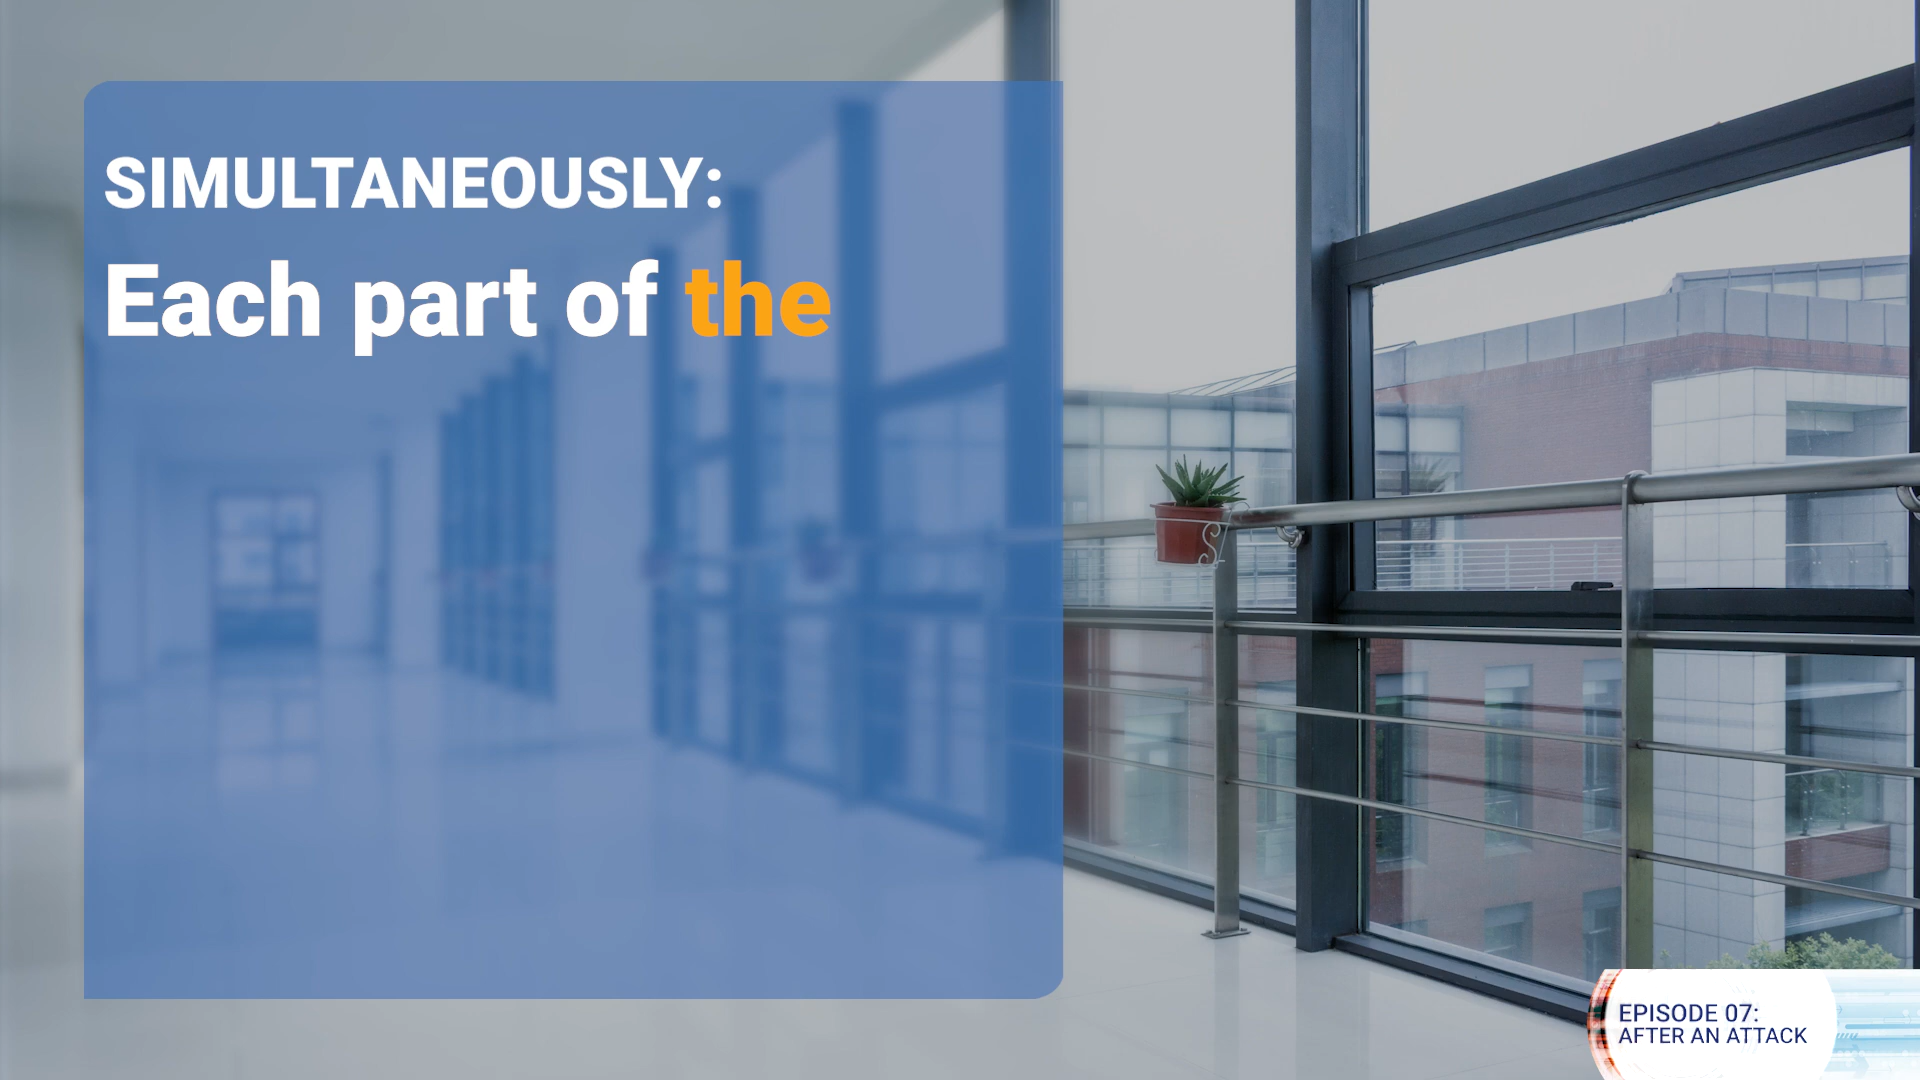 SIMULTANEOUSLY:
Each part of the
EPISODE 07:
AFTER AN ATTACK